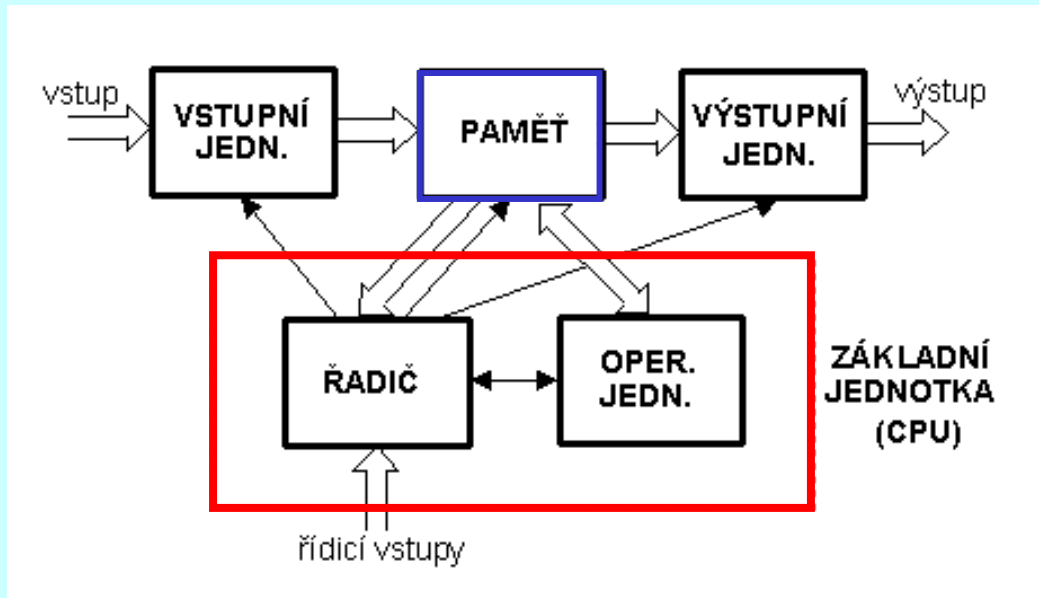 vstup
VSTUPNÍ
JEDN.
PAMĚŤ
VÝSTUPNÍ
JEDN.
výstup
ŘADIČ
OPER.
JEDN.
ZÁKLADNÍ
JEDNOTKA
(CPU)
řídicí vstupy